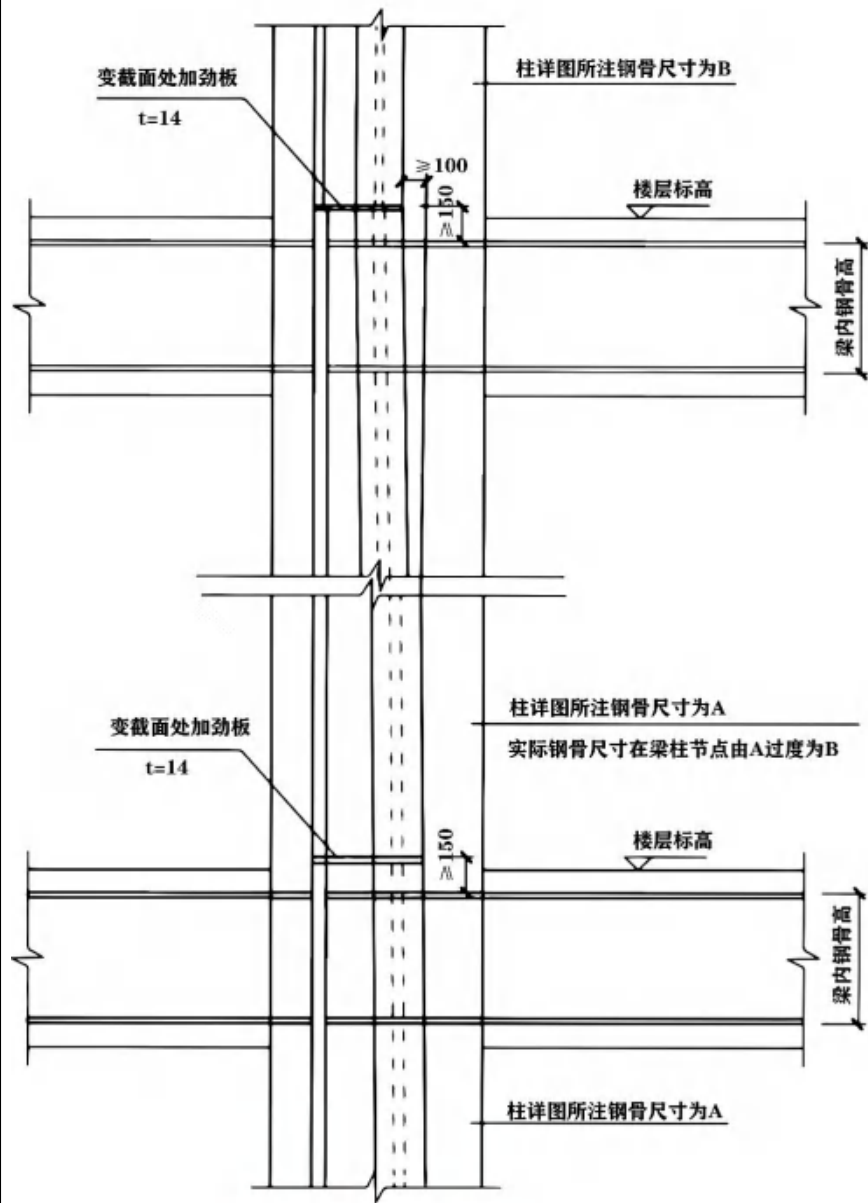 柱详图所注钢骨尺寸为B
变截面处加劲板
t=14
≥100
≥150
楼层标高
梁内钢骨高
柱详图所注钢骨尺寸为A
实际钢骨尺寸在梁柱节点由A过度为B
变截面处加劲板
t=14
≥150
楼层标高
梁内钢骨高
柱详图所注钢骨尺寸为A